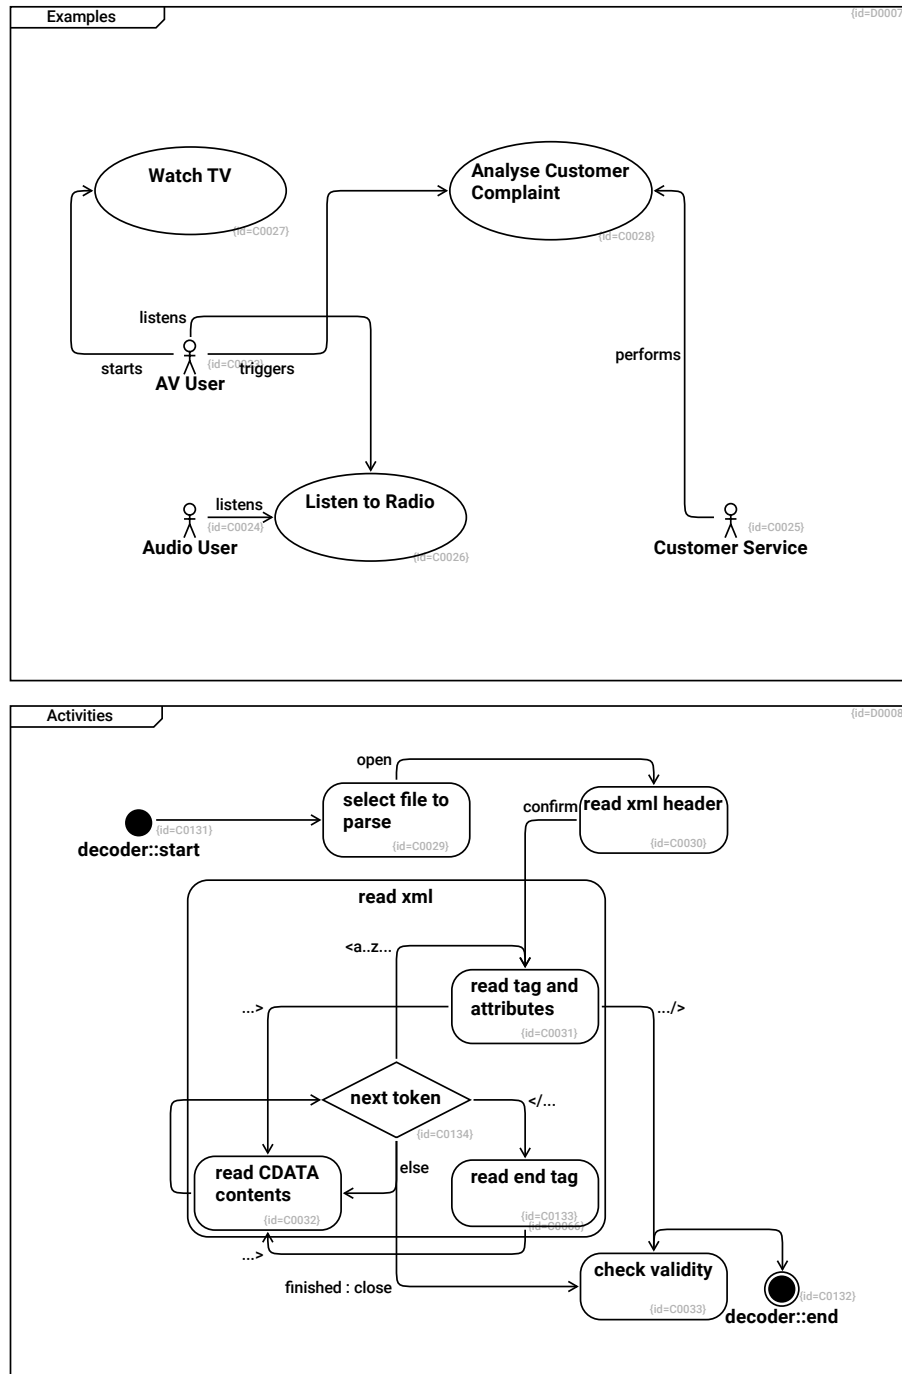 Examples
{id=D0007
Watch TV
{id=C0027}
Analyse Customer
Complaint
{id=C0028}
listens
starts
triggers
AV User
performs
listens
{id=C0024}
Audio User
Listen to Radio
{id=C0026}
{id=C0025}
Customer Service
Activities
{id=D0008
open
select file to
parse
{id=C0029}
confirm
read xml header
{id=C0030}
{id=C0131}
decoder::start
read xml
<a..z...
read tag and
attributes
{id=C0031}
...>
.../>
next token
{id=C0134}
</...
else
read CDATA
contents
{id=C0032}
read end tag
{id=C0133}
...>
finished : close
check validity
{id=C0033}
{id=C0132}
decoder::end